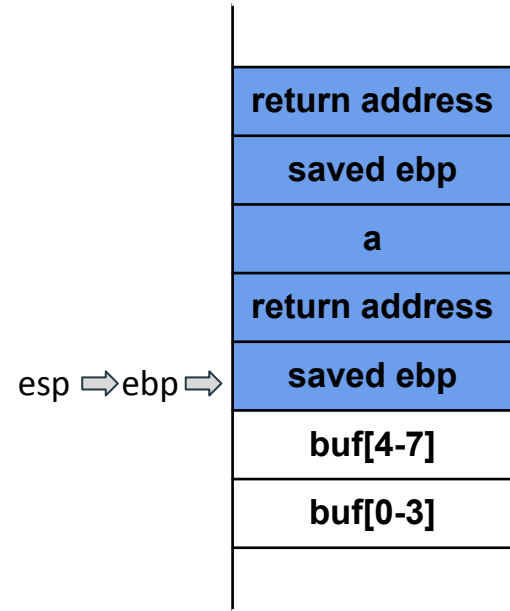 return address
saved ebp
a
return address
esp ebp saved ebp
buf[4-7]
buf[0-3]